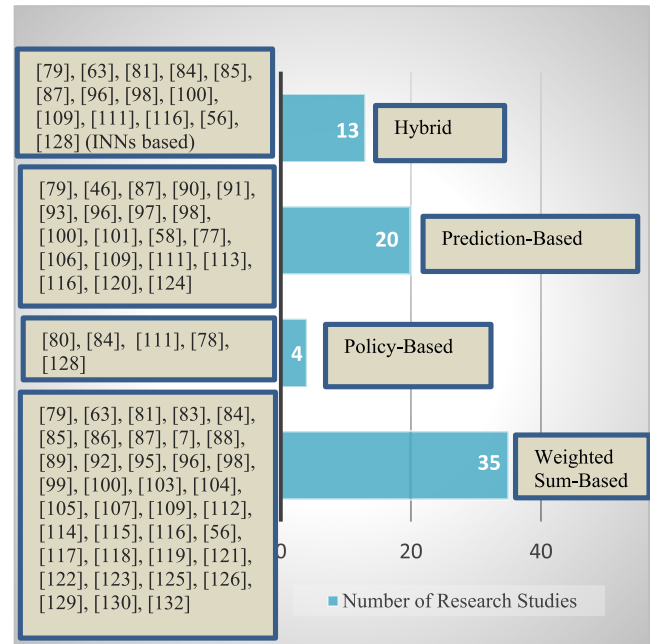 [79], [63], [81], [84], [85],
[87], [96], [98], [100],
[109], [111], [116], [56],
[128] (INNs based)
13
Hybrid
[79], [46], [87], [90], [91],
[93], [96], [97], [98],
[100], [101], [58], [77],
[106], [109], [111], [113],
[116], [120], [124]
20
Prediction-Based
[80], [84], [111], [78],
[128]
4
Policy-Based
[79], [63], [81], [83], [84],
[85], [86], [87], [7], [88],
[89], [92], [95], [96], [98],
[99], [100], [103], [104],
[105], [107], [109], [112],
[114], [115], [116], [56],
[117], [118], [119], [121],
[122], [123], [125], [126],
[129], [130], [132]
35
Weighted
Sum-Based
0 20 40
Number of Research Studies